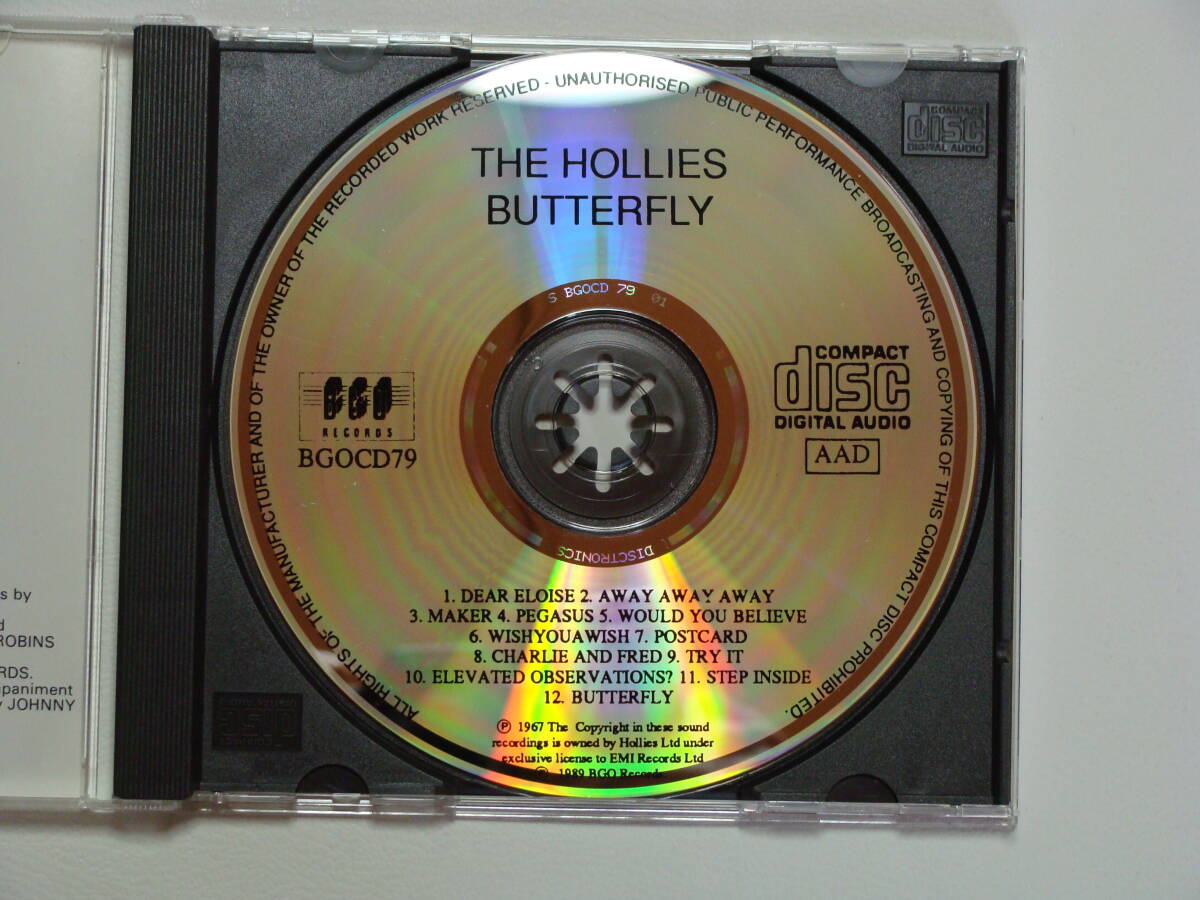 ALL RIGHTS OF THE MANUFACTURER AND OF THE OWNER OF THE RECORDED WORK RESERVED - UNAUTHORISED PUBLIC PERFORMANCE BROADCASTING AND COPYING OF THIS COMPACT DISC PROHIBITED.
THE HOLLIES
BUTTERFLY
S BGOCD 79 01
BGO
RECORDS
BGOCD79
COMPACT
disc
DIGITAL AUDIO
AAD
DISCTRONICS
1. DEAR ELOISE 2. AWAY AWAY AWAY
3. MAKER 4. PEGASUS 5. WOULD YOU BELIEVE
6. WISHYOUAWISH 7. POSTCARD
8. CHARLIE AND FRED 9. TRY IT
10. ELEVATED OBSERVATIONS? 11. STEP INSIDE
12. BUTTERFLY
℗ 1967 The Copyright in these sound
recordings is owned by Hollies Ltd under
exclusive license to EMI Records Ltd
© 1989 BGO Records
COMPACT
disc
DIGITAL AUDIO
s by
ROBINS
RDS.
paniment
JOHNNY